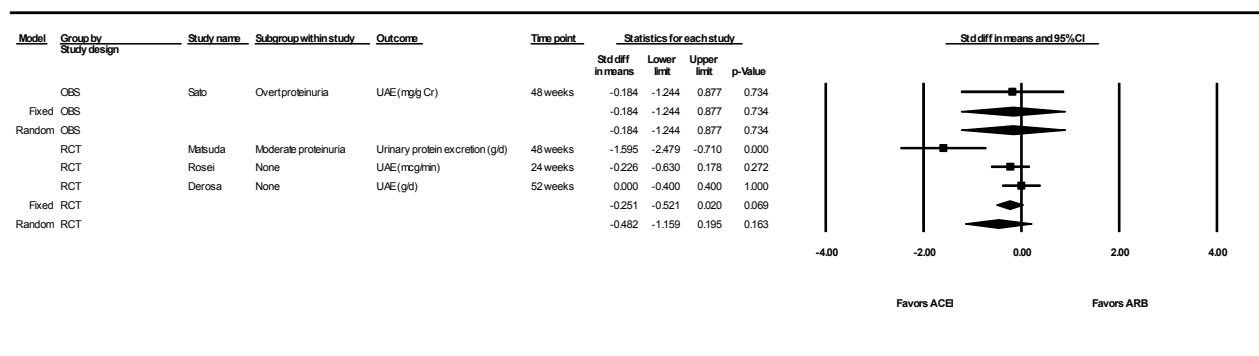 Model Group by Study name Subgroup within study Outcome Time point Statistics for each study Std diff in means and 95% CI
Study design
Std diff Lower Upper
in means limit limit p-Value
OBS Sato Overt proteinuria UAE (mg/g Cr) 48 weeks -0.184 -1.244 0.877 0.734
Fixed OBS -0.184 -1.244 0.877 0.734
Random OBS -0.184 -1.244 0.877 0.734
RCT Matsuda Moderate proteinuria Urinary protein excretion (g/d) 48 weeks -1.595 -2.479 -0.710 0.000
RCT Rosei None UAE (mcg/min) 24 weeks -0.226 -0.630 0.178 0.272
RCT Derosa None UAE (g/d) 52 weeks 0.000 -0.400 0.400 1.000
Fixed RCT -0.251 -0.521 0.020 0.069
Random RCT -0.482 -1.159 0.195 0.163
-4.00 -2.00 0.00 2.00 4.00
Favors ACEI Favors ARB